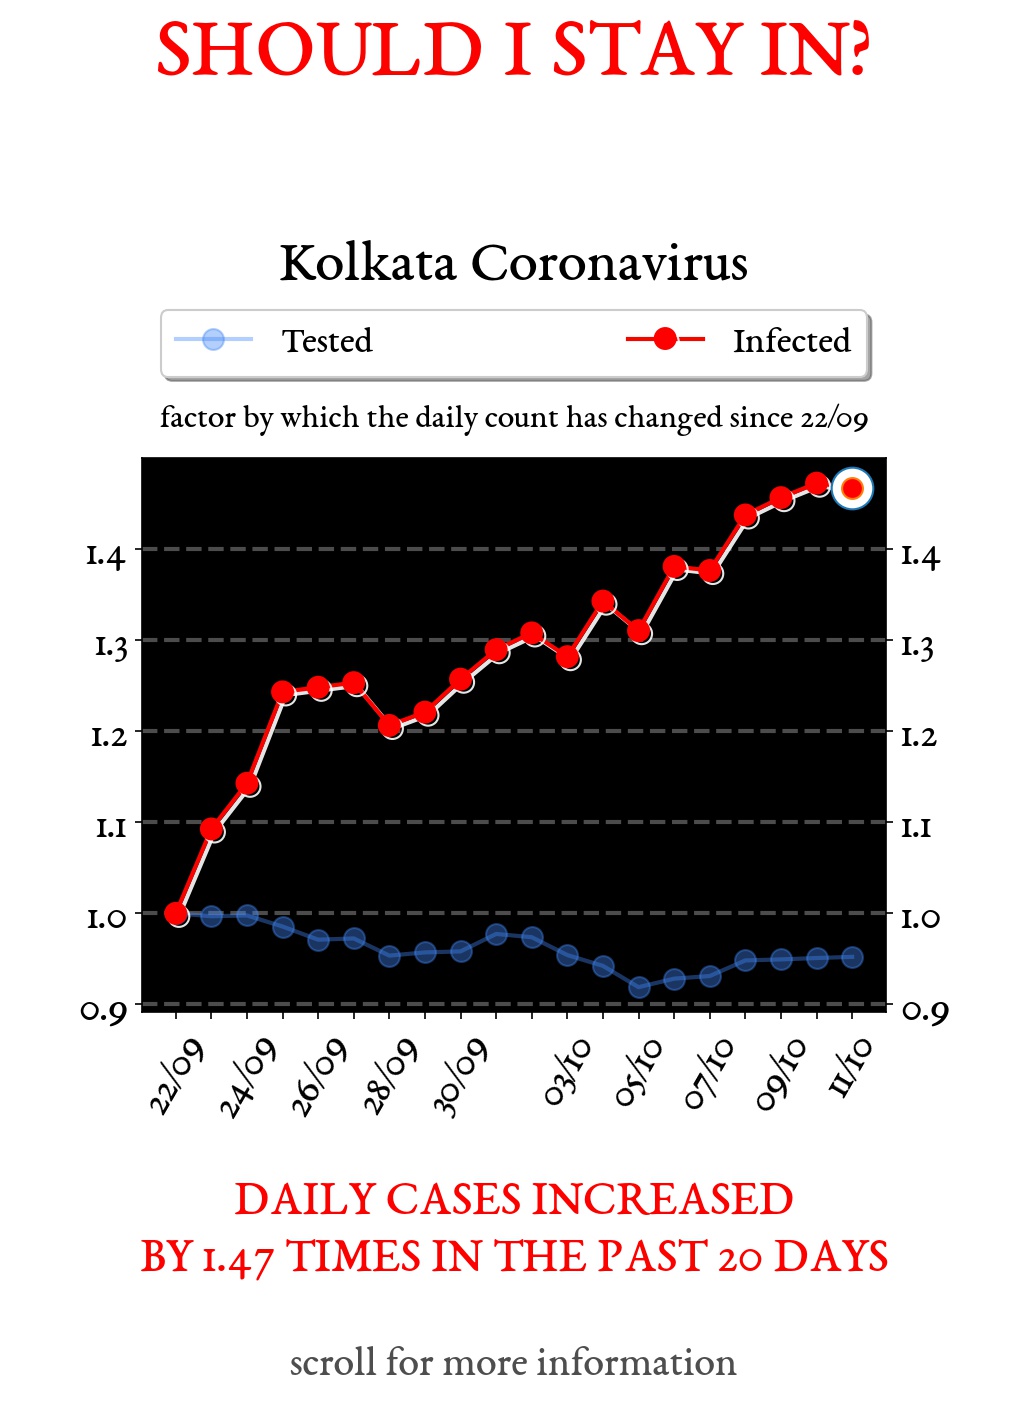 SHOULD I STAY IN?
Kolkata Coronavirus
Tested Infected
factor by which the daily count has changed since 22/09
1.4 1.4
1.3 1.3
1.2 1.2
1.1 1.1
1.0 1.0
0.9 0.9
22/09 24/09 26/09 28/09 30/09 03/10 05/10 07/10 09/10 11/10
DAILY CASES INCREASED
BY 1.47 TIMES IN THE PAST 20 DAYS
scroll for more information